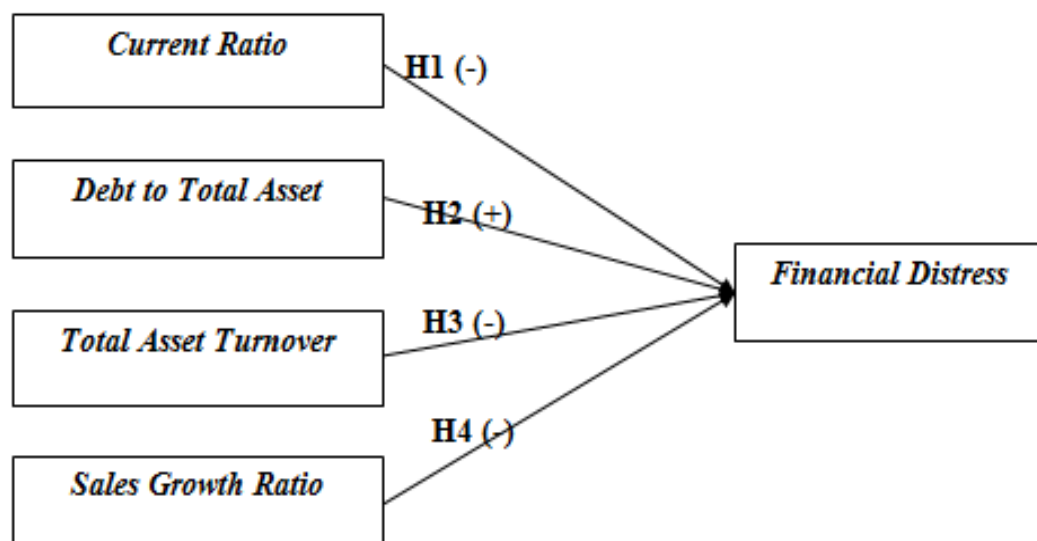 Current Ratio
H1 (-)
Debt to Total Asset
H2 (+)
Financial Distress
Total Asset Turnover
H3 (-)
H4 (-)
Sales Growth Ratio